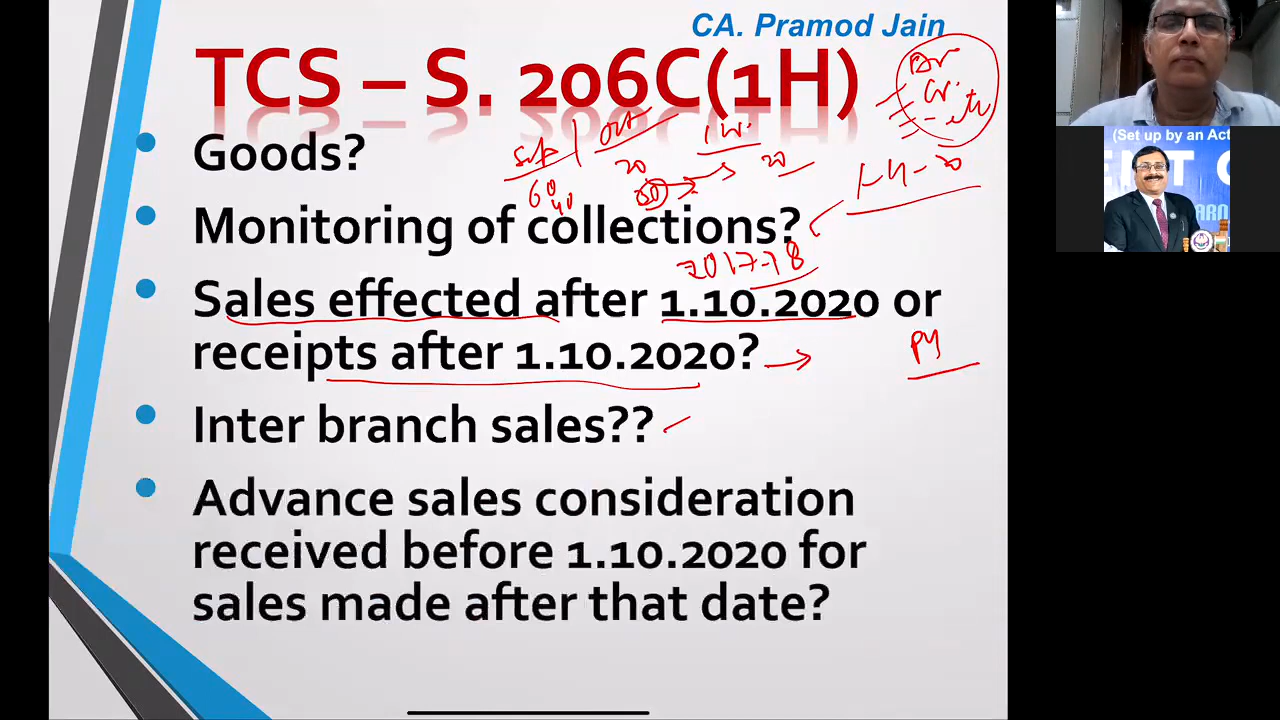 CA. Pramod Jain
TCS – S. 206C(1H)
Goods?
Monitoring of collections?
2017-18
Sales effected after 1.10.2020 or
receipts after 1.10.2020?
PY
Inter branch sales??
Advance sales consideration
received before 1.10.2020 for
sales made after that date?
(Set up by an Act